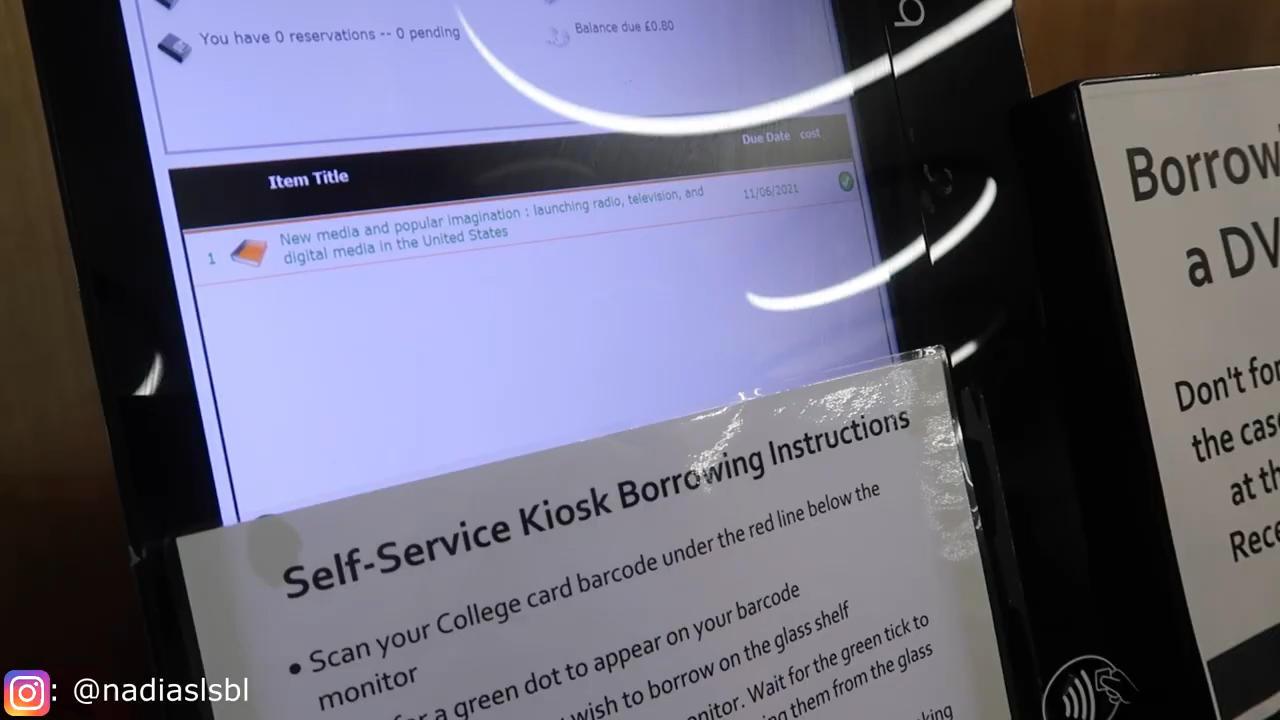 You have 0 reservations -- 0 pending
Balance due £0.80
Item Title
Due Date cost
1
New media and popular imagination : launching radio, television, and
digital media in the United States
11/06/2021
Self-Service Kiosk Borrowing Instructions
• Scan your College card barcode under the red line below the
monitor
for a green dot to appear on your barcode
wish to borrow on the glass shelf
Wait for the green tick to
them from the glass
Borrow
a DV
Don't for
the cas
at th
Rece
: @nadiaslsbl